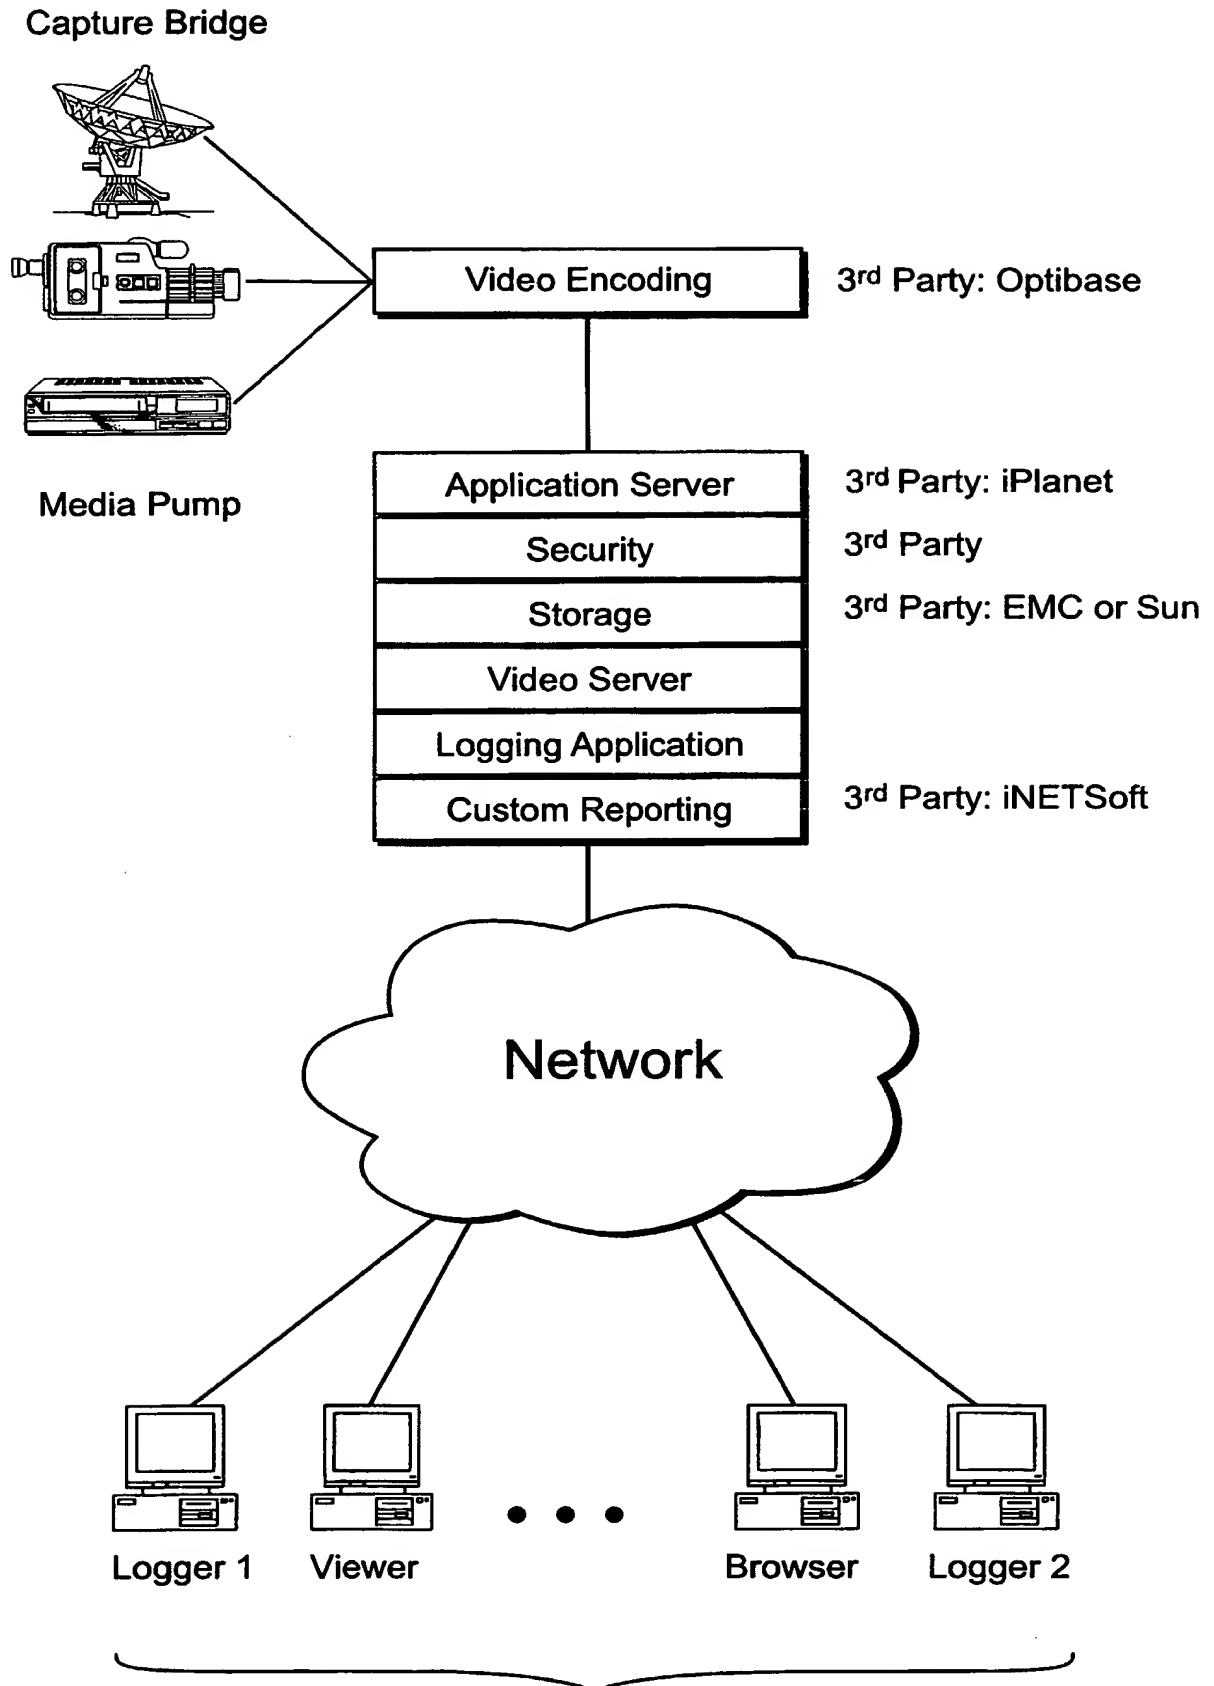 Capture Bridge
Video Encoding
3rd Party: Optibase
Media Pump
Application Server
3rd Party: iPlanet
Security
3rd Party
Storage
3rd Party: EMC or Sun
Video Server
Logging Application
Custom Reporting
3rd Party: iNETSoft
Network
Logger 1
Viewer
Browser
Logger 2